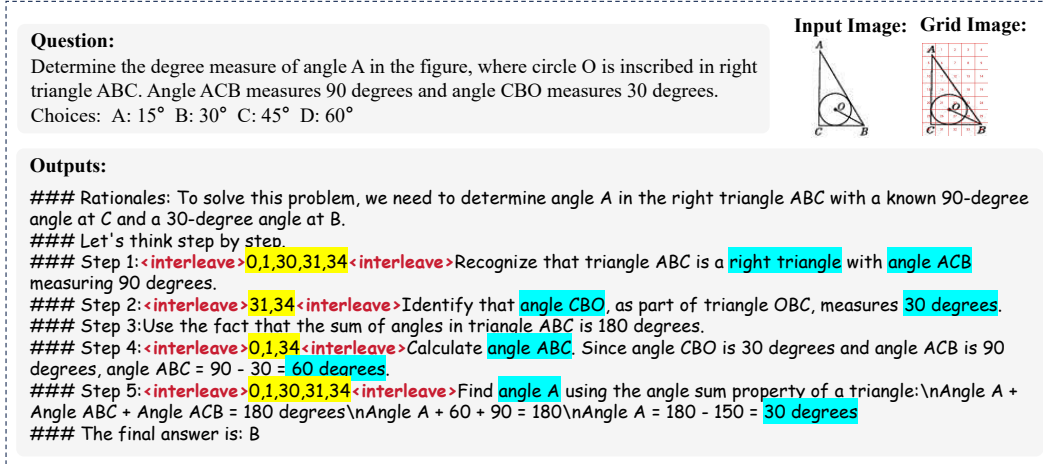 Question:
Determine the degree measure of angle A in the figure, where circle O is inscribed in right
triangle ABC. Angle ACB measures 90 degrees and angle CBO measures 30 degrees.
Choices: A: 15° B: 30° C: 45° D: 60°
Input Image: Grid Image:
A
O
C B
A
O
C B
Outputs:
### Rationales: To solve this problem, we need to determine angle A in the right triangle ABC with a known 90-degree
angle at C and a 30-degree angle at B.
### Let's think step by step.
### Step 1:<interleave>0,1,30,31,34<interleave>Recognize that triangle ABC is a right triangle with angle ACB
measuring 90 degrees.
### Step 2:<interleave>31,34<interleave>Identify that angle CBO, as part of triangle OBC, measures 30 degrees.
### Step 3:Use the fact that the sum of angles in triangle ABC is 180 degrees.
### Step 4:<interleave>0,1,34<interleave>Calculate angle ABC. Since angle CBO is 30 degrees and angle ACB is 90
degrees, angle ABC = 90 - 30 = 60 degrees.
### Step 5:<interleave>0,1,30,31,34<interleave>Find angle A using the angle sum property of a triangle:\nAngle A +
Angle ABC + Angle ACB = 180 degrees\nAngle A + 60 + 90 = 180\nAngle A = 180 - 150 = 30 degrees
### The final answer is: B